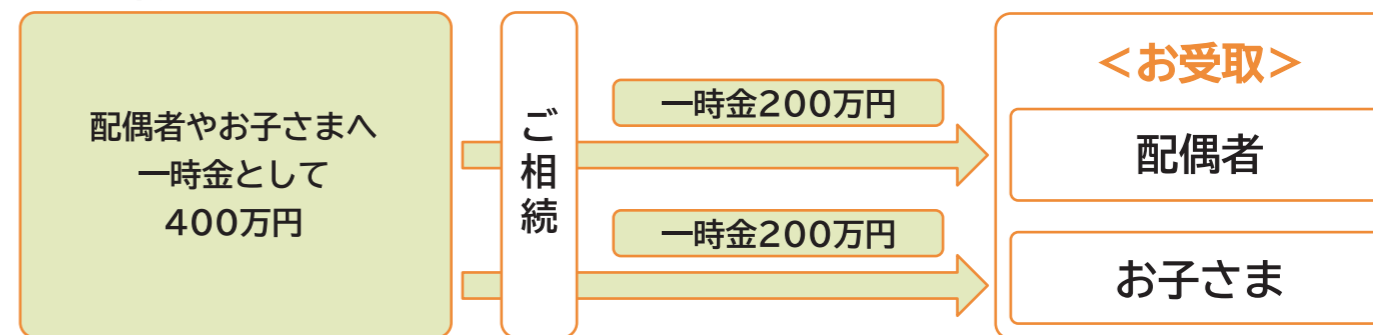 配偶者やお子さまへ
一時金として
400万円
ご相続
一時金200万円
一時金200万円
＜お受取＞
配偶者
お子さま